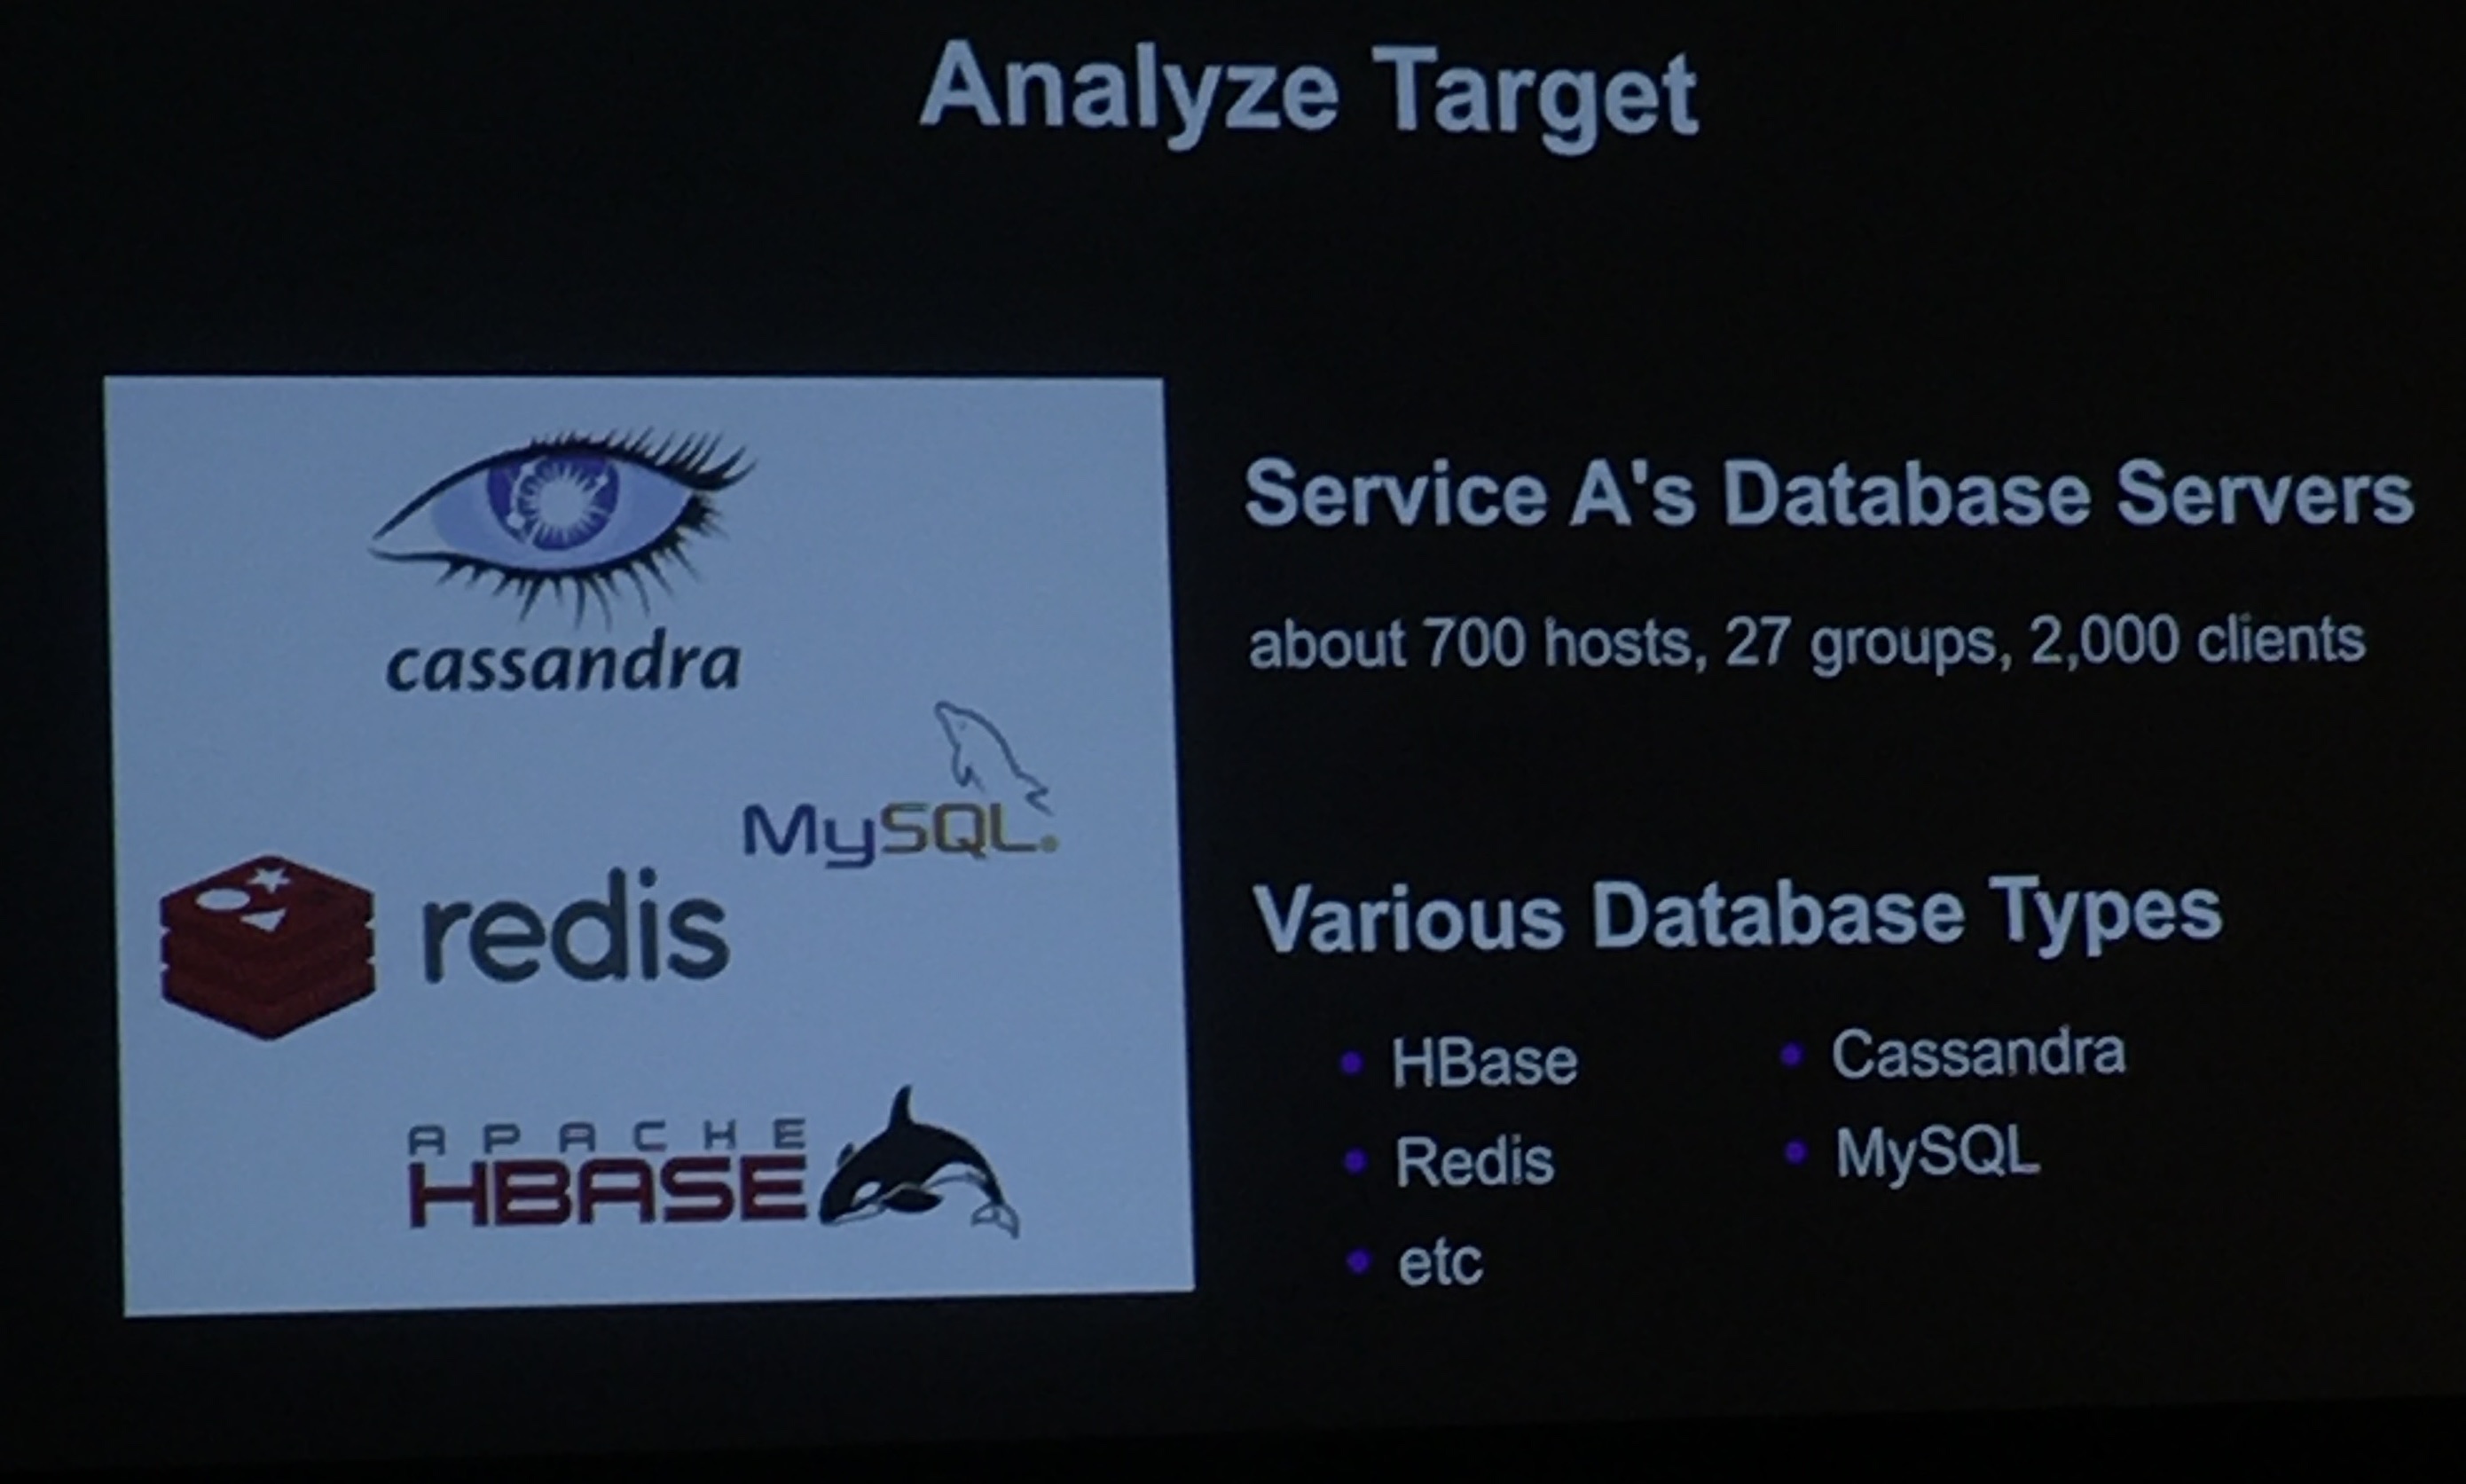 Analyze Target
cassandra
MySQL.
redis
APACHE
HBASE
Service A's Database Servers
about 700 hosts, 27 groups, 2,000 clients
Various Database Types
• HBase
• Cassandra
• Redis
• MySQL
• etc